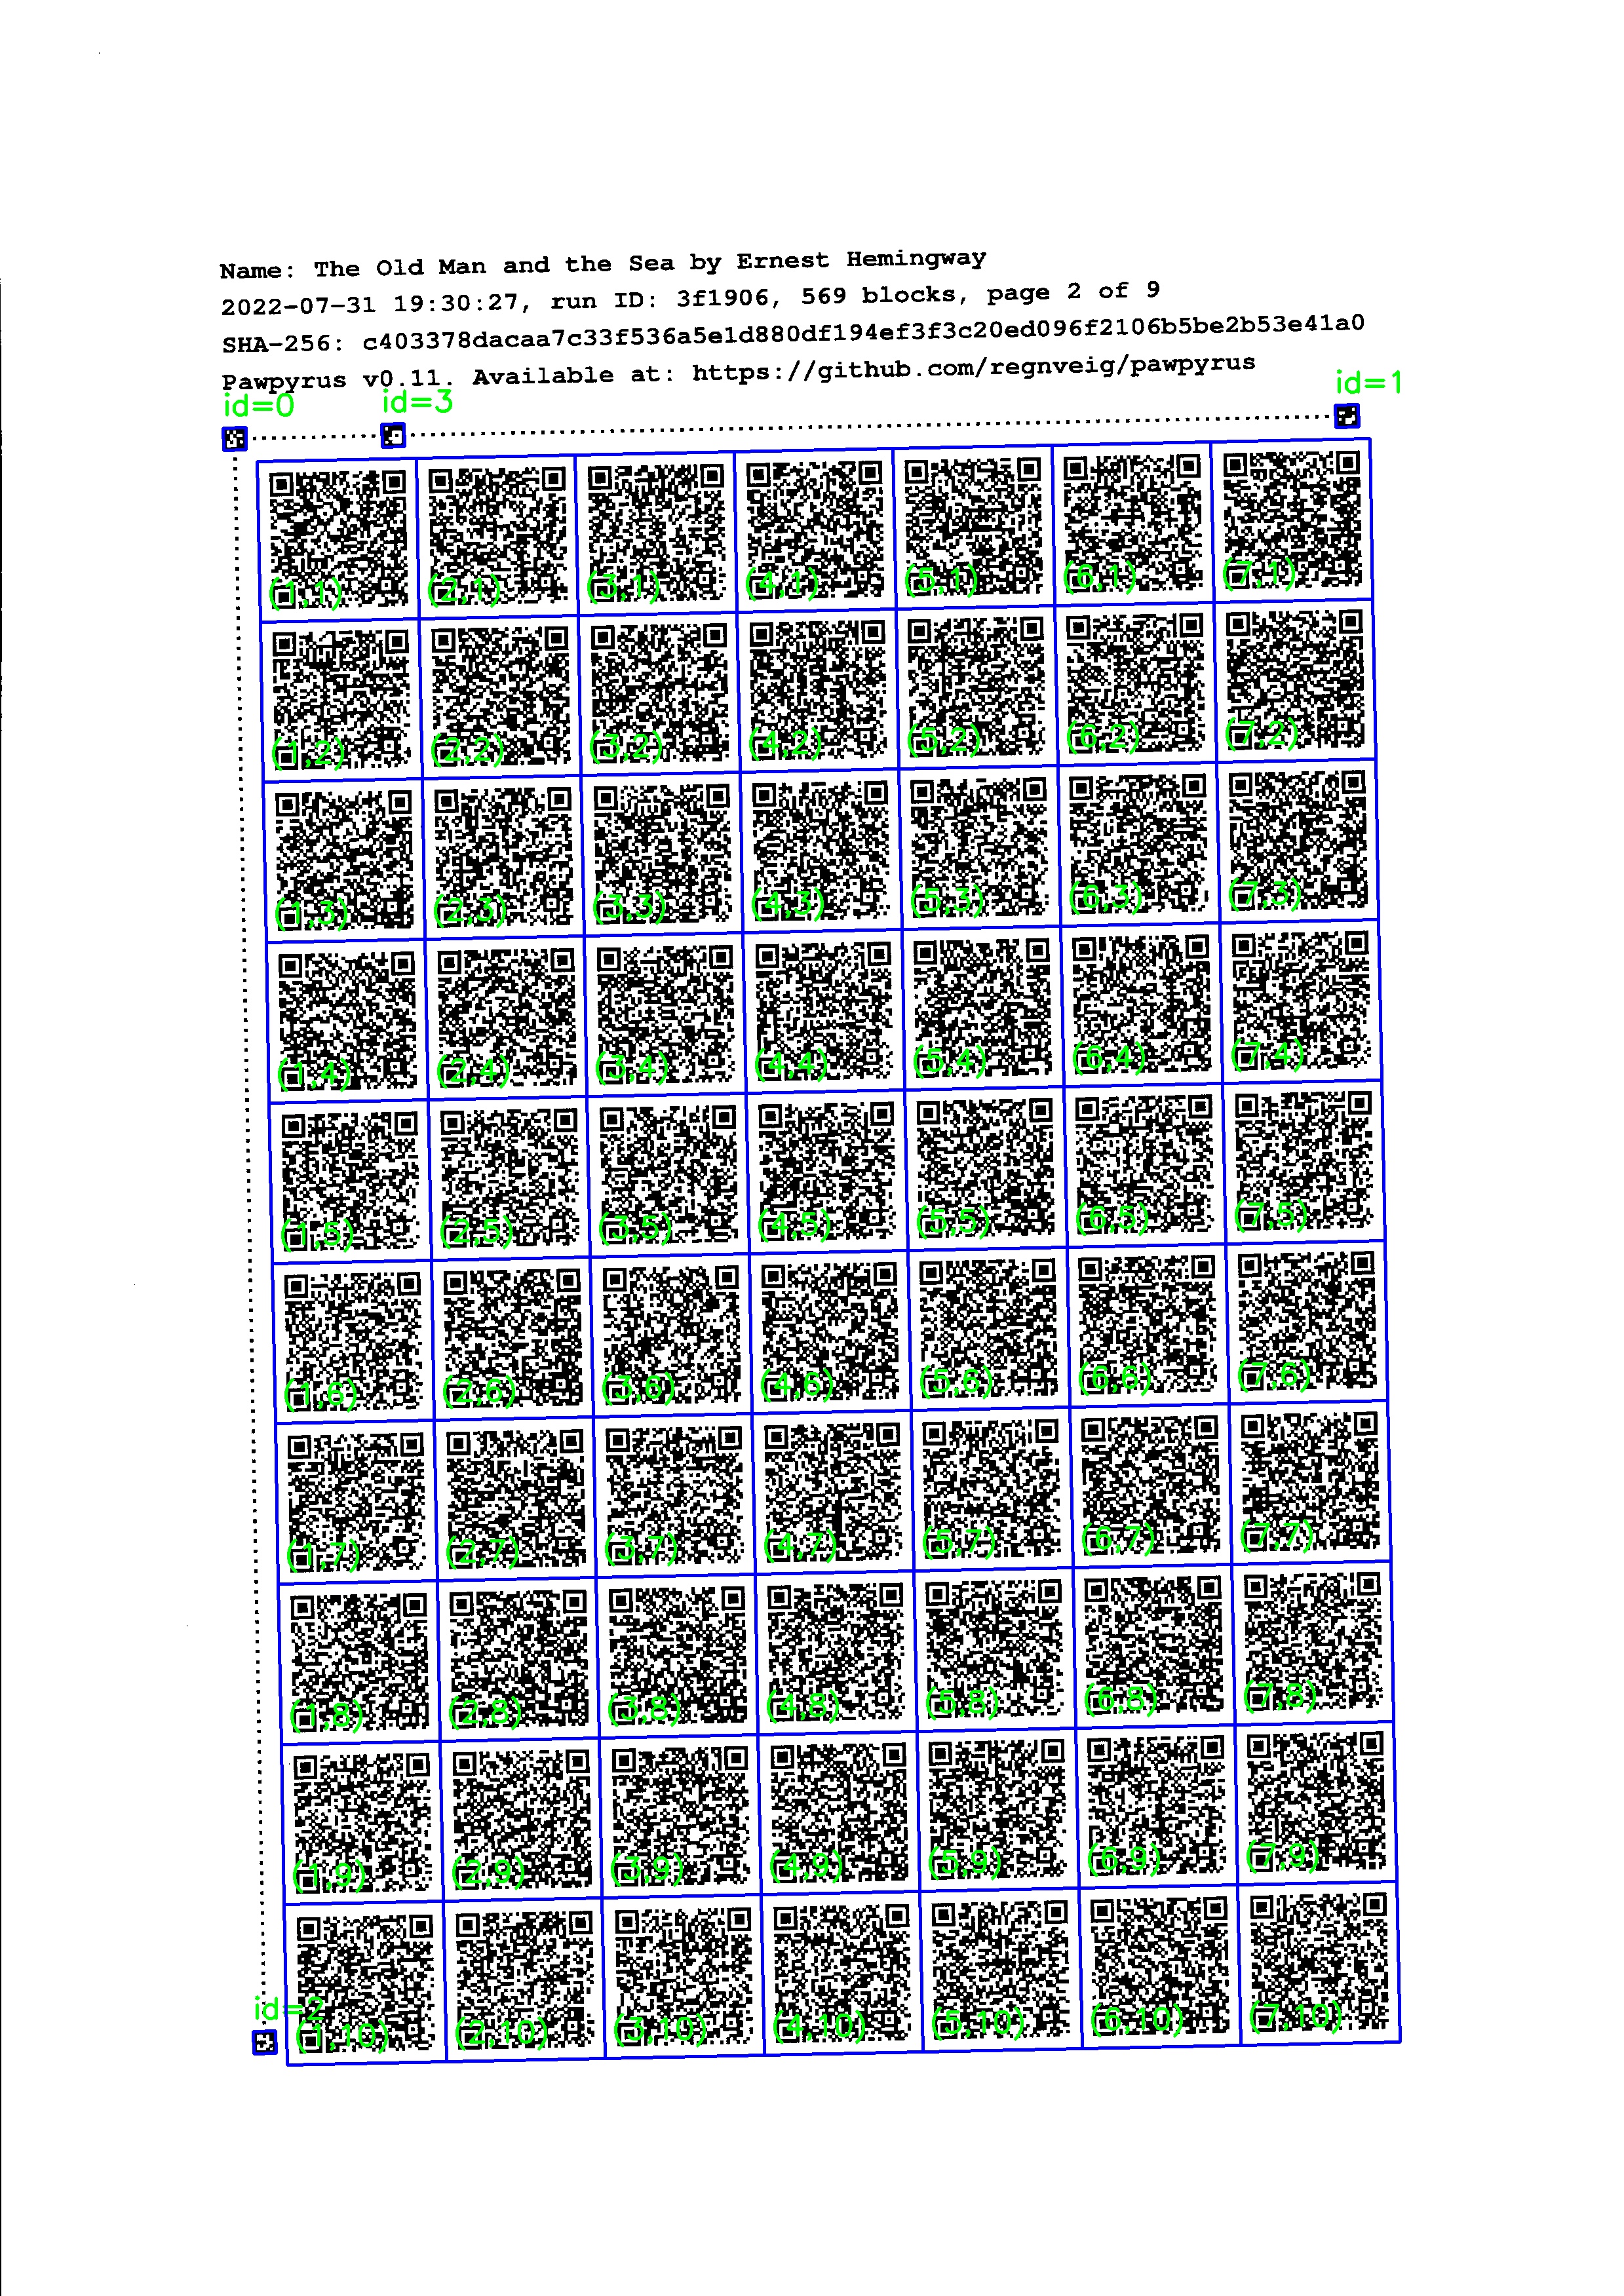 Name: The Old Man and the Sea by Ernest Hemingway
2022-07-31 19:30:27, run ID: 3f1906, 569 blocks, page 2 of 9
SHA-256: c403378dacaa7c33f536a5e1d880df194ef3f3c20ed096f2106b5be2b53e41a0
Pawpyrus v0.11. Available at: https://github.com/regnveig/pawpyrus
id=0 id=3 id=1
(1,1) (2,1) (3,1) (4,1) (5,1) (6,1) (7,1)
(1,2) (2,2) (3,2) (4,2) (5,2) (6,2) (7,2)
(1,3) (2,3) (3,3) (4,3) (5,3) (6,3) (7,3)
(1,4) (2,4) (3,4) (4,4) (5,4) (6,4) (7,4)
(1,5) (2,5) (3,5) (4,5) (5,5) (6,5) (7,5)
(1,6) (2,6) (3,6) (4,6) (5,6) (6,6) (7,6)
(1,7) (2,7) (3,7) (4,7) (5,7) (6,7) (7,7)
(1,8) (2,8) (3,8) (4,8) (5,8) (6,8) (7,8)
(1,9) (2,9) (3,9) (4,9) (5,9) (6,9) (7,9)
id=2
(1,10) (2,10) (3,10) (4,10) (5,10) (6,10) (7,10)